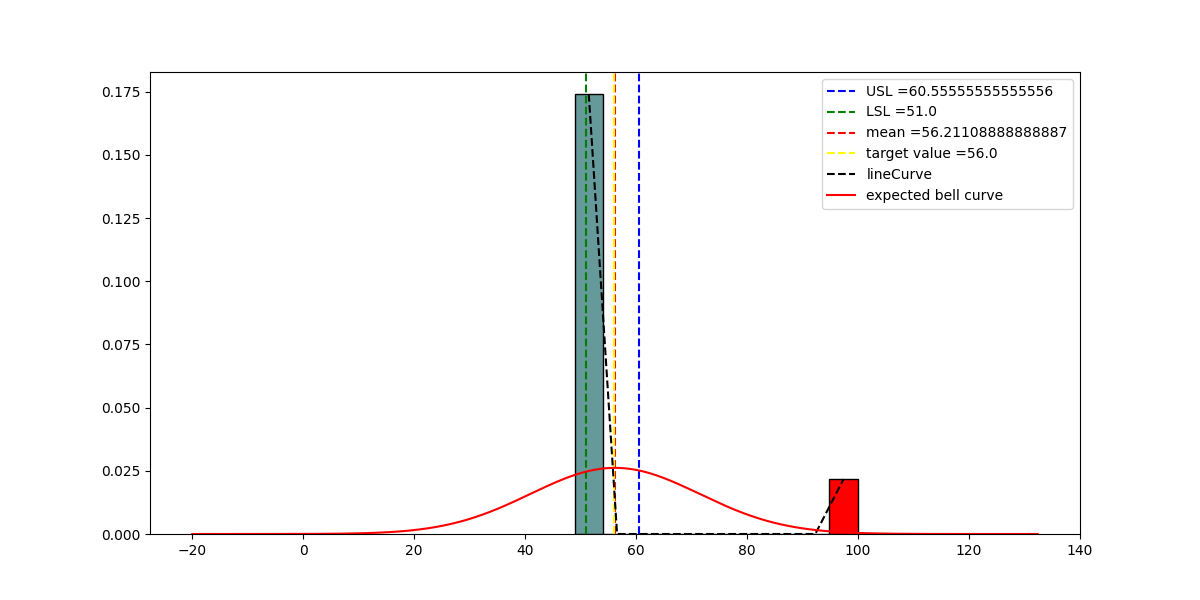 USL =60.55555555555556
LSL =51.0
mean =56.21108888888887
target value =56.0
lineCurve
expected bell curve
0.175
0.150
0.125
0.100
0.075
0.050
0.025
0.000
−20 0 20 40 60 80 100 120 140